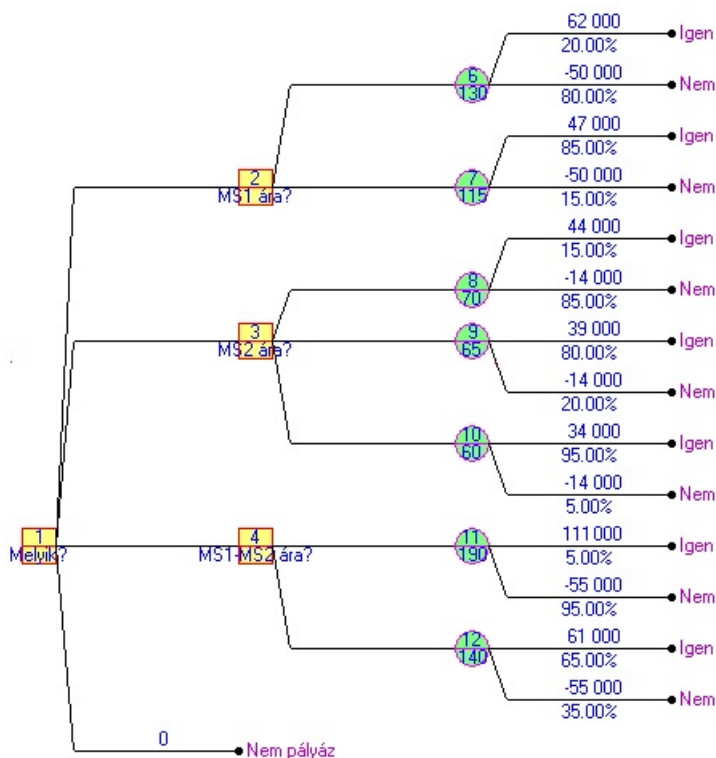 62 000
Igen
20.00%
6
130
-50 000
Nem
80.00%
47 000
Igen
85.00%
2
MS1 ára?
7
115
-50 000
Nem
15.00%
44 000
Igen
15.00%
8
70
-14 000
Nem
85.00%
3
MS2 ára?
9
65
39 000
Igen
80.00%
-14 000
Nem
20.00%
10
60
34 000
Igen
95.00%
-14 000
Nem
5.00%
1
Melyik?
4
MS1-MS2 ára?
11
190
111 000
Igen
5.00%
-55 000
Nem
95.00%
12
140
61 000
Igen
65.00%
-55 000
Nem
35.00%
0
Nem pályáz